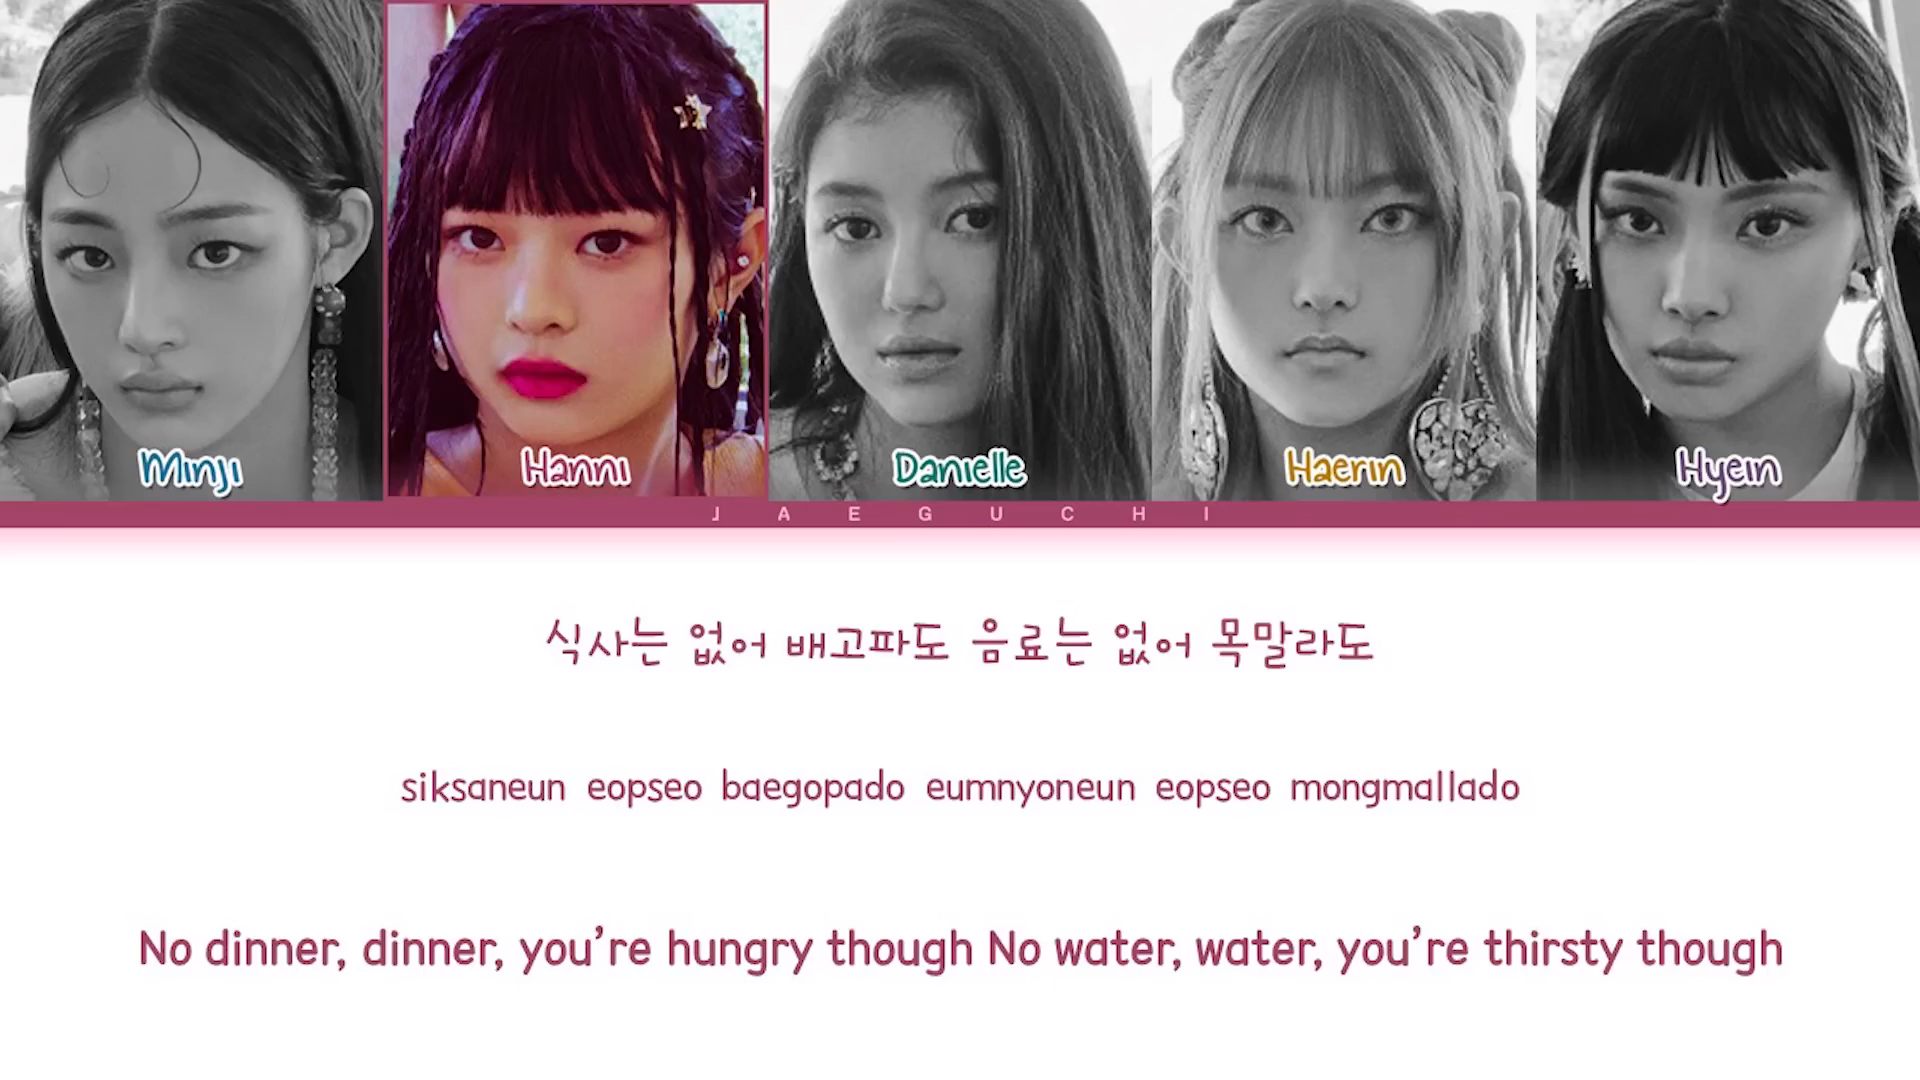 Minji Hanni Danielle Haerin Hyein
JAEGUCHI
식사는 없어 배고파도 음료는 없어 목말라도
siksaneun eopseo baegopado eumnyoneun eopseo mongmallado
No dinner, dinner, you’re hungry though No water, water, you’re thirsty though